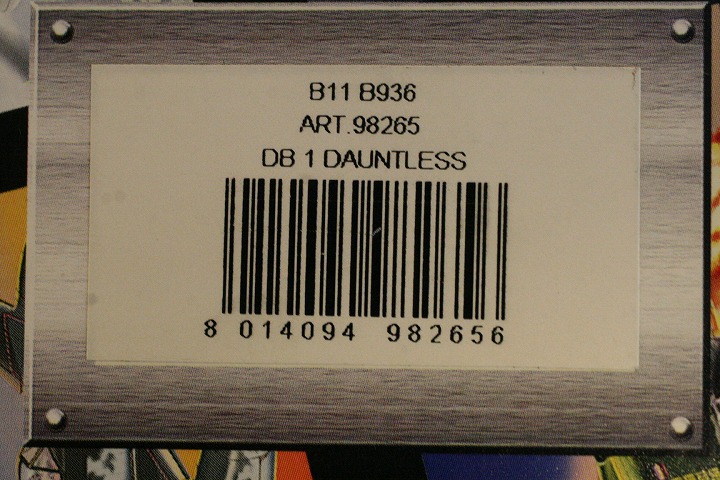 B11 B936
ART.98265
DB 1 DAUNTLESS
8 014094 982656